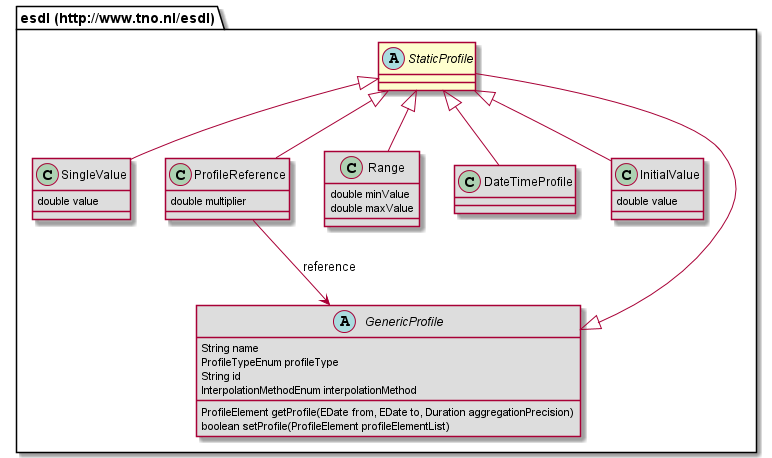 esdl (http://www.tno.nl/esdl)
A StaticProfile
C SingleValue
double value
C ProfileReference
double multiplier
C Range
double minValue
double maxValue
C DateTimeProfile
C InitialValue
double value
reference
A GenericProfile
String name
ProfileTypeEnum profileType
String id
InterpolationMethodEnum interpolationMethod
ProfileElement getProfile(EDate from, EDate to, Duration aggregationPrecision)
boolean setProfile(ProfileElement profileElementList)